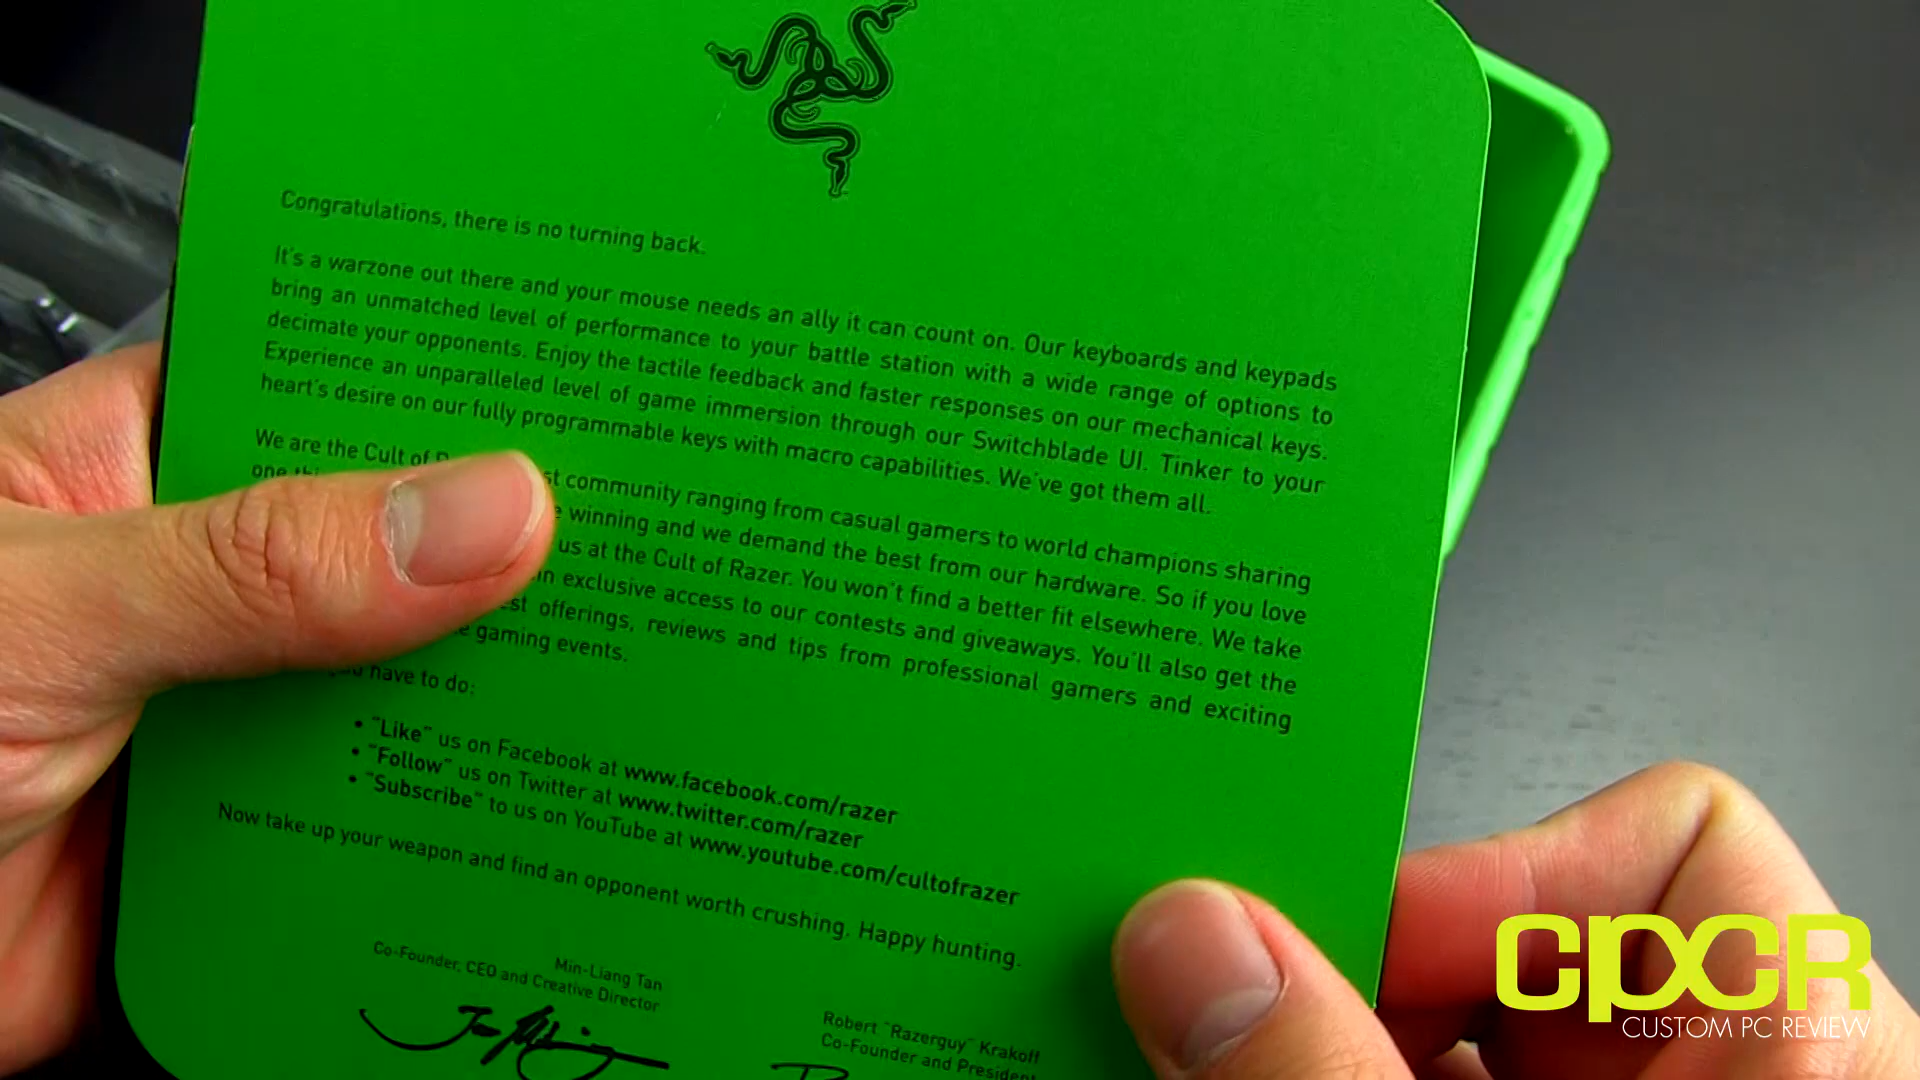 Congratulations, there is no turning back.
It's a warzone out there and your mouse needs an ally it can count on. Our keyboards and keypads
bring an unmatched level of performance to your battle station with a wide range of options to
decimate your opponents. Enjoy the tactile feedback and faster responses on our mechanical keys.
Experience an unparalleled level of game immersion through our Switchblade UI. Tinker to your
heart's desire on our fully programmable keys with macro capabilities. We've got them all.
We are the Cult of community ranging from casual gamers to world champions sharing
one winning and we demand the best from our hardware. So if you love
us at the Cult of Razer. You won't find a better fit elsewhere. We take
exclusive access to our contests and giveaways. You'll also get the
offerings, reviews and tips from professional gamers and exciting
gaming events.
have to do:
• "Like" us on Facebook at www.facebook.com/razer
• "Follow" us on Twitter at www.twitter.com/razer
• "Subscribe" to us on YouTube at www.youtube.com/cultofrazer
Now take up your weapon and find an opponent worth crushing. Happy hunting.
Min-Liang Tan
Co-Founder, CEO and Creative Director
Robert "Razerguy" Krakoff
Co-Founder and President
CPCR
CUSTOM PC REVIEW